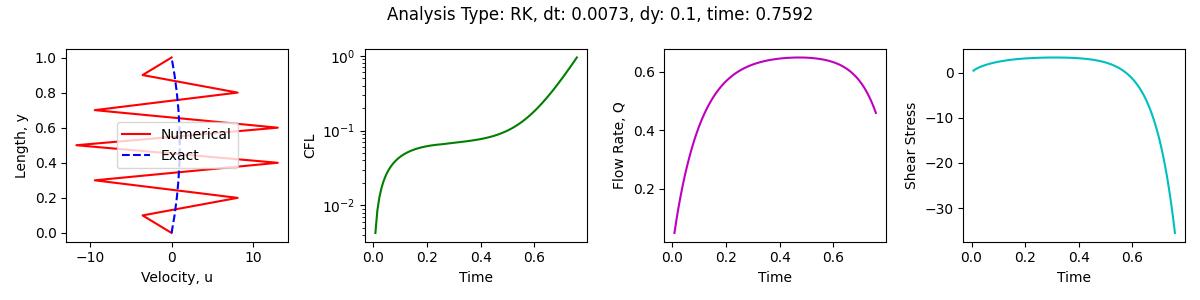 Analysis Type: RK, dt: 0.0073, dy: 0.1, time: 0.7592
Length, y
1.0
0.8
0.6
0.4
0.2
0.0
Numerical
Exact
−10
0
10
Velocity, u
CFL
10⁰
10⁻¹
10⁻²
0.0
0.2
0.4
0.6
Time
Flow Rate, Q
0.6
0.4
0.2
0.0
0.2
0.4
0.6
Time
Shear Stress
0
−10
−20
−30
0.0
0.2
0.4
0.6
Time